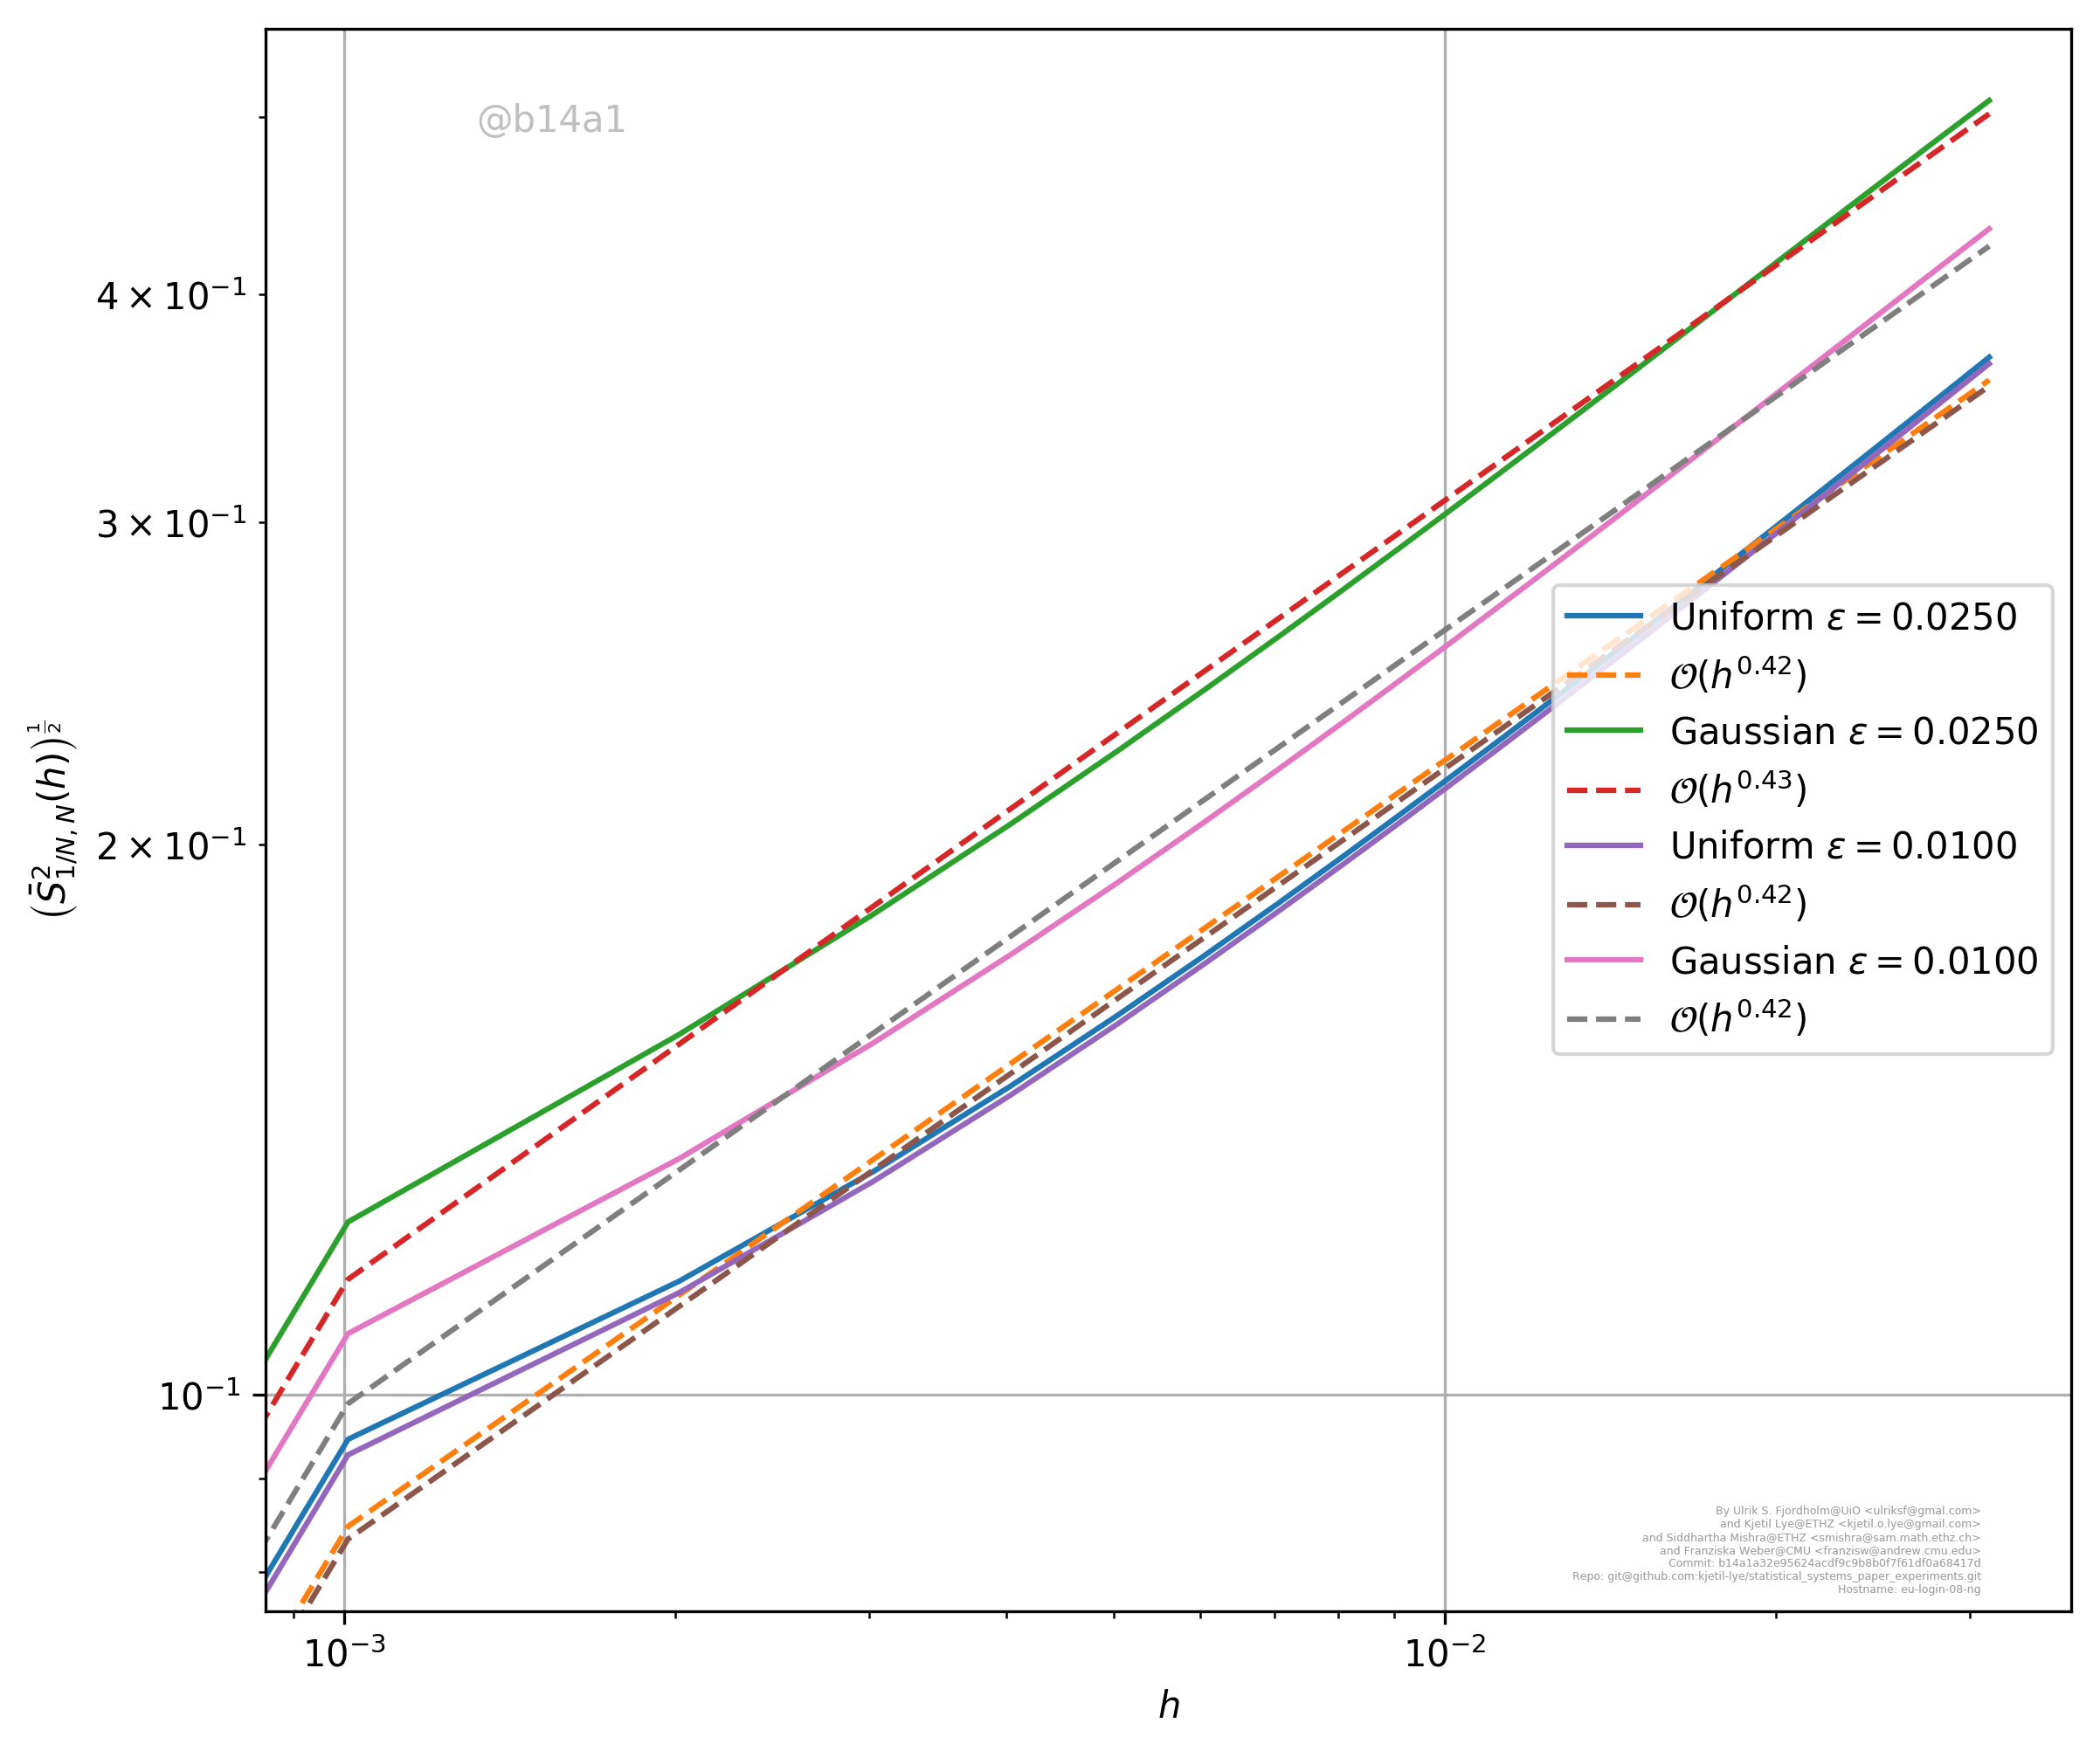 @b14a1
4 × 10⁻¹
3 × 10⁻¹
2 × 10⁻¹
10⁻¹
(S̄²₁/N, N(h))^½
Uniform ε = 0.0250
𝒪(h^0.42)
Gaussian ε = 0.0250
𝒪(h^0.43)
Uniform ε = 0.0100
𝒪(h^0.42)
Gaussian ε = 0.0100
𝒪(h^0.42)
By Ulrik S. Fjordholm@UiO <ulriksf@gmal.com>
and Kjetil Lye@ETHZ <kjetil.o.lye@gmail.com>
and Siddhartha Mishra@ETHZ <smishra@sam.math.ethz.ch>
and Franziska Weber@CMU <franzisw@andrew.cmu.edu>
Commit: b14a1a32e95624acdf9c9b8b0f7f61df0a68417d
Repo: git@github.com:kjetil-lye/statistical_systems_paper_experiments.git
Hostname: eu-login-08-ng
10⁻³
10⁻²
h